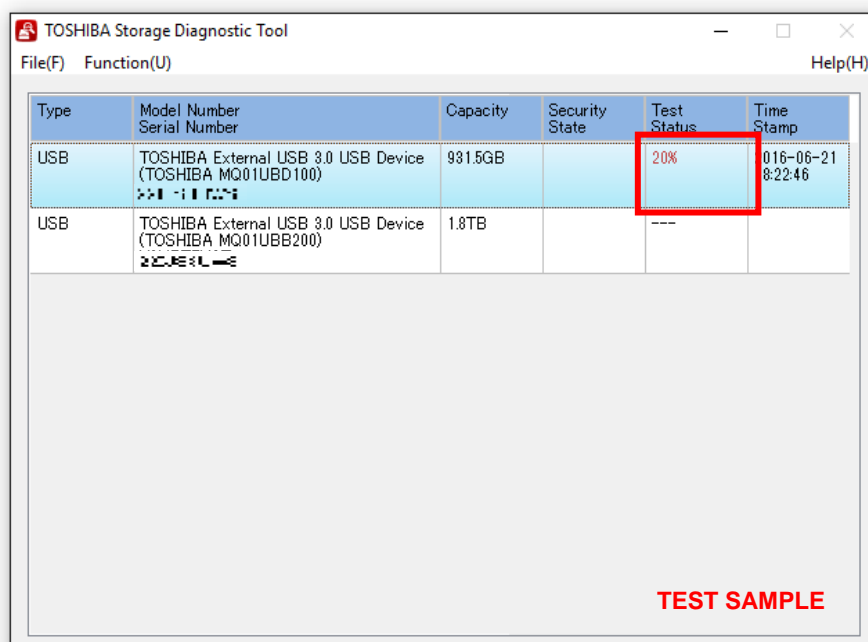 TOSHIBA Storage Diagnostic Tool
File(F) Function(U) Help(H)
Type Model Number Capacity Security Test Time
Serial Number State Status Stamp
USB TOSHIBA External USB 3.0 USB Device 931.5GB 20% 2016-06-21
(TOSHIBA MQ01UBD100) 8:22:46
USB TOSHIBA External USB 3.0 USB Device 1.8TB ---
(TOSHIBA MQ01UBB200)
TEST SAMPLE